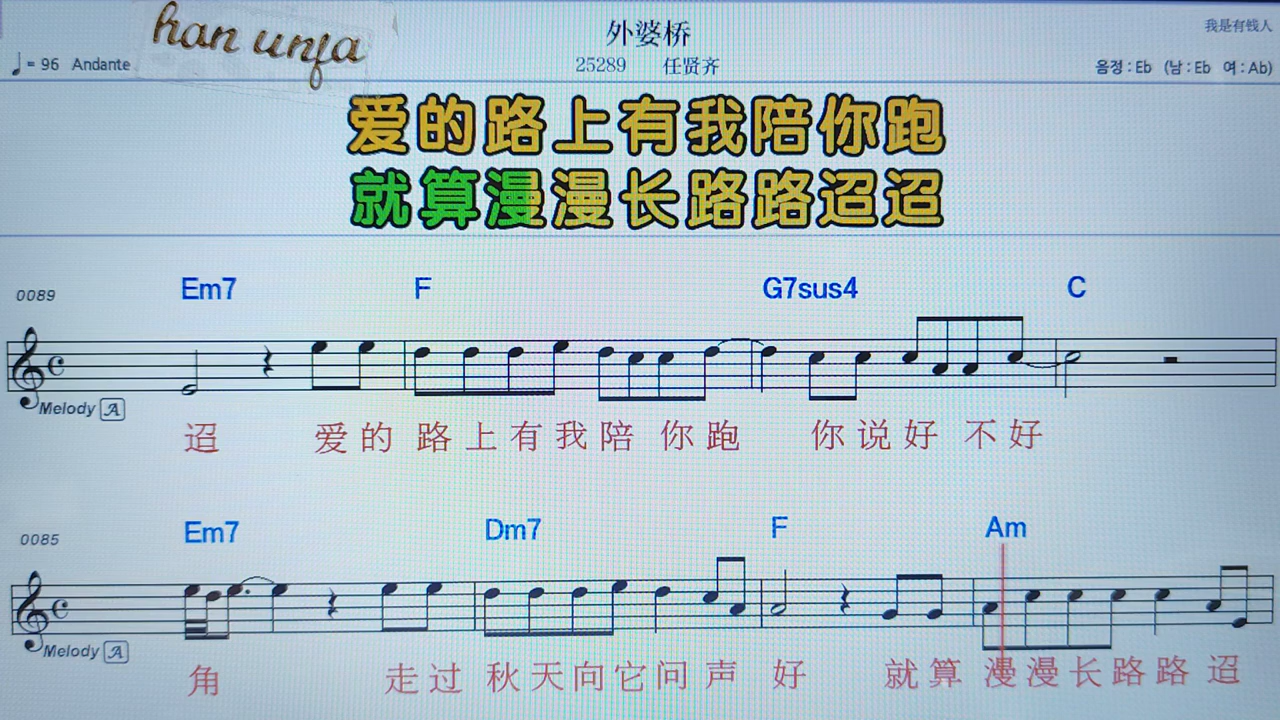 han unfa
外婆桥
我是有钱人
♩= 96 Andante
25289 任贤齐
음정 : Eb (남 : Eb 여 : Ab)
爱的路上有我陪你跑
就算漫漫长路路迢迢
0089 Em7 F G7sus4 C
Melody A
迢 爱的路上有我陪你跑 你说好不好
0085 Em7 Dm7 F Am
Melody A
角 走过秋天向它问声好 就算漫漫长路路迢